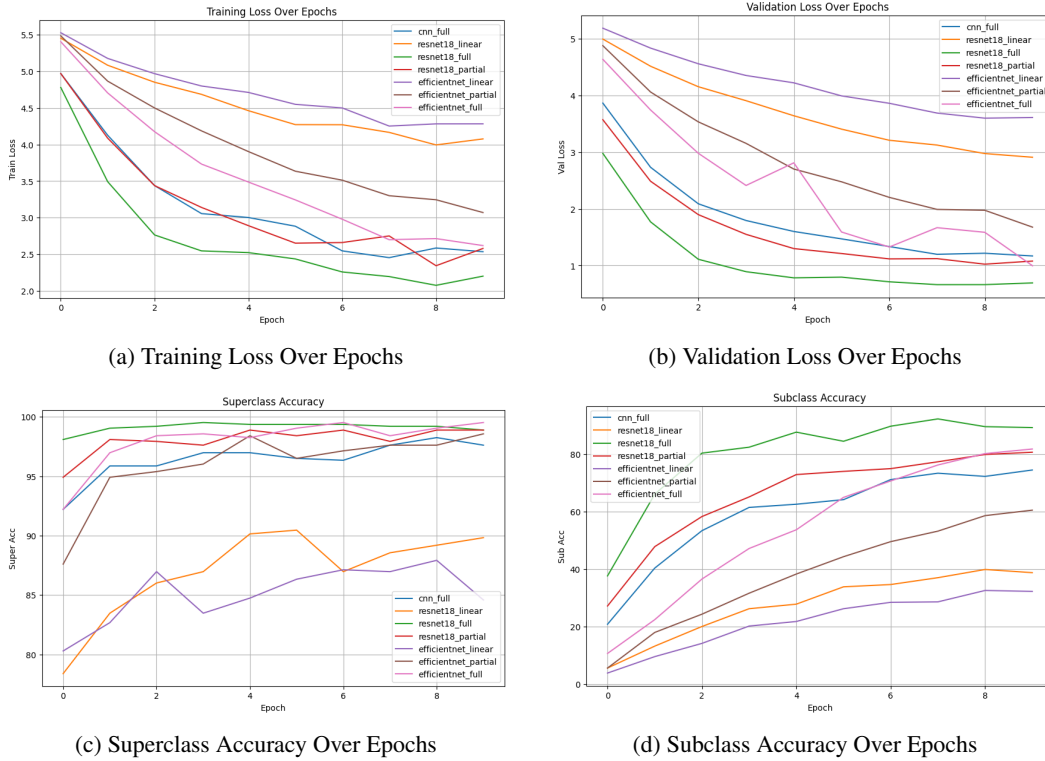 Training Loss Over Epochs
Train Loss
5.5
5.0
4.5
4.0
3.5
3.0
2.5
2.0
cnn_full
resnet18_linear
resnet18_full
resnet18_partial
efficientnet_linear
efficientnet_partial
efficientnet_full
0 2 4 6 8
Epoch
(a) Training Loss Over Epochs
Validation Loss Over Epochs
Val Loss
5
4
3
2
1
cnn_full
resnet18_linear
resnet18_full
resnet18_partial
efficientnet_linear
efficientnet_partial
efficientnet_full
0 2 4 6 8
Epoch
(b) Validation Loss Over Epochs
Superclass Accuracy
Super Acc
100
95
90
85
80
cnn_full
resnet18_linear
resnet18_full
resnet18_partial
efficientnet_linear
efficientnet_partial
efficientnet_full
0 2 4 6 8
Epoch
(c) Superclass Accuracy Over Epochs
Subclass Accuracy
Sub Acc
80
60
40
20
0
cnn_full
resnet18_linear
resnet18_full
resnet18_partial
efficientnet_linear
efficientnet_partial
efficientnet_full
0 2 4 6 8
Epoch
(d) Subclass Accuracy Over Epochs